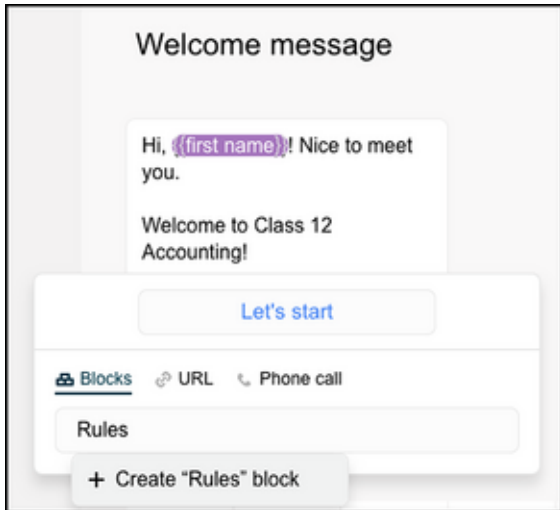 Welcome message
Hi, {{first name}}! Nice to meet
you.
Welcome to Class 12
Accounting!
Let's start
Blocks URL Phone call
Rules
+ Create “Rules” block